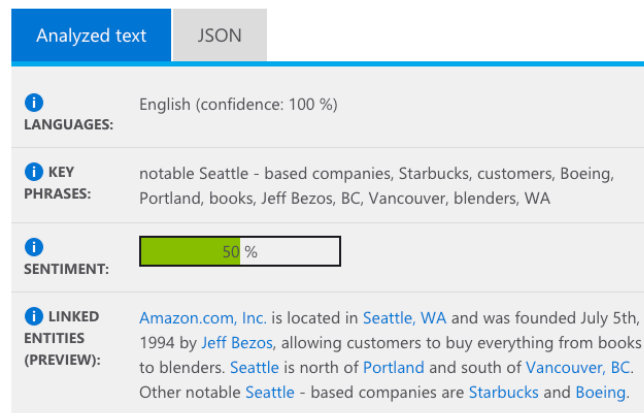 Analyzed text JSON
LANGUAGES: English (confidence: 100 %)
KEY PHRASES: notable Seattle - based companies, Starbucks, customers, Boeing,
Portland, books, Jeff Bezos, BC, Vancouver, blenders, WA
SENTIMENT: 50 %
LINKED ENTITIES (PREVIEW): Amazon.com, Inc. is located in Seattle, WA and was founded July 5th,
1994 by Jeff Bezos, allowing customers to buy everything from books
to blenders. Seattle is north of Portland and south of Vancouver, BC.
Other notable Seattle - based companies are Starbucks and Boeing.